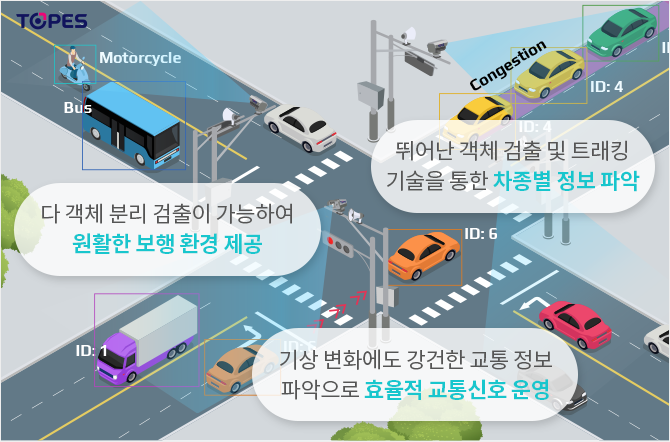 TOPES
Motorcycle
Bus
Congestion
ID: 4
ID: 4
뛰어난 객체 검출 및 트래킹
기술을 통한 차종별 정보 파악
다 객체 분리 검출이 가능하여
원활한 보행 환경 제공
ID: 6
ID: 1
기상 변화에도 강건한 교통 정보
파악으로 효율적 교통신호 운영